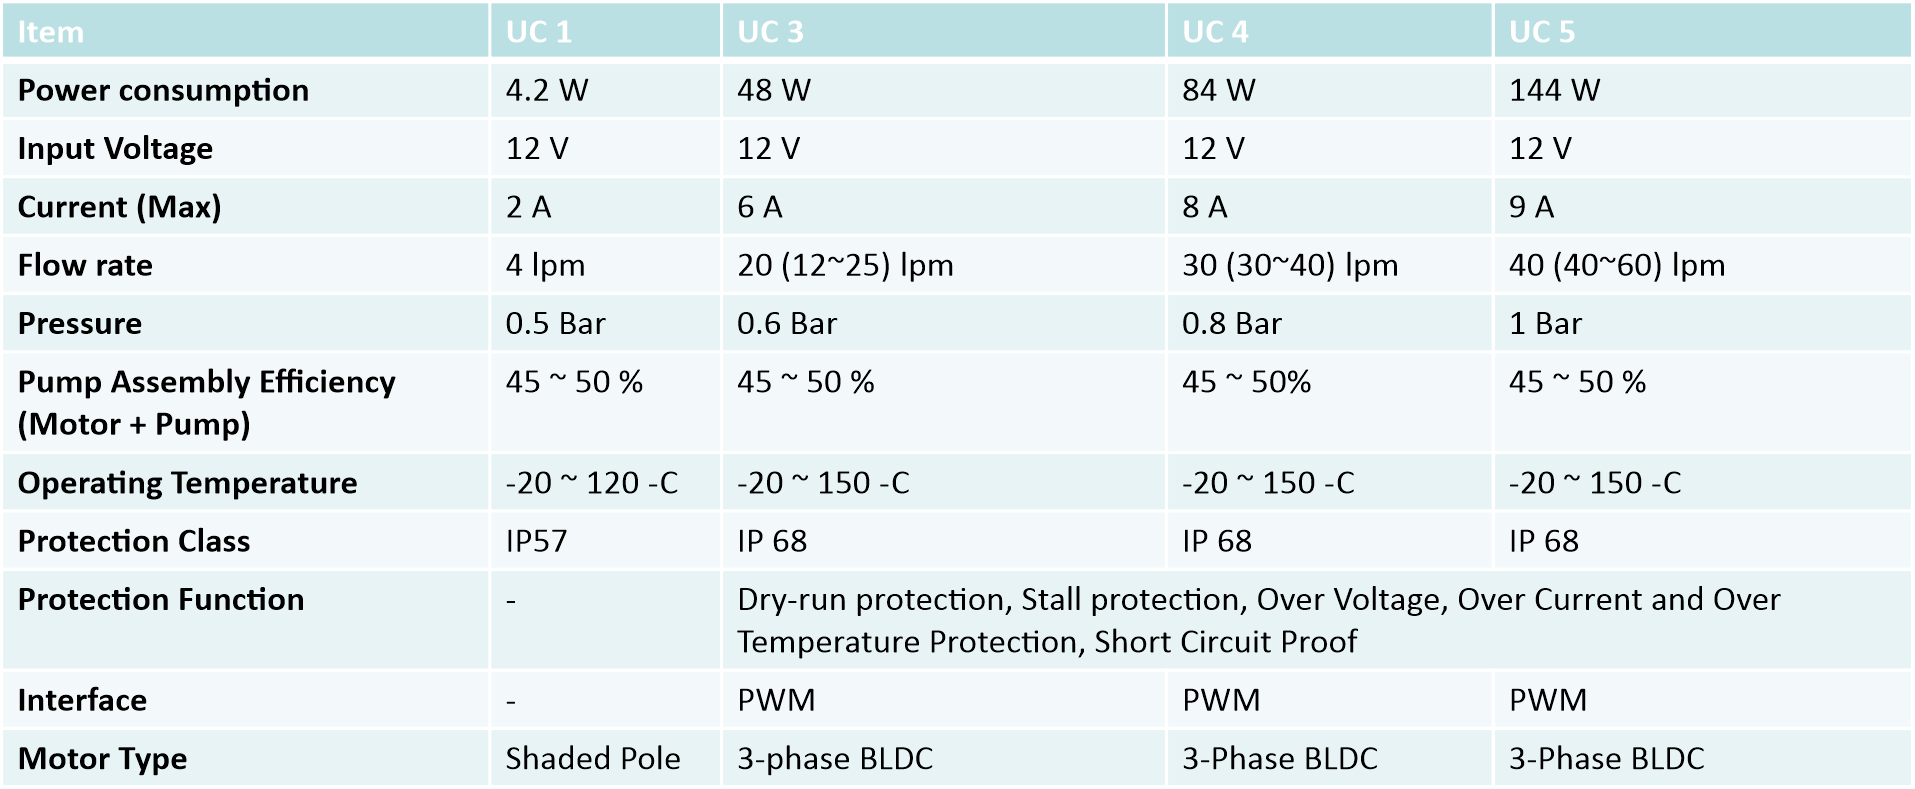 Item UC 1 UC 3 UC 4 UC 5
Power consumption 4.2 W 48 W 84 W 144 W
Input Voltage 12 V 12 V 12 V 12 V
Current (Max) 2 A 6 A 8 A 9 A
Flow rate 4 lpm 20 (12~25) lpm 30 (30~40) lpm 40 (40~60) lpm
Pressure 0.5 Bar 0.6 Bar 0.8 Bar 1 Bar
Pump Assembly Efficiency 45 ~ 50 % 45 ~ 50 % 45 ~ 50% 45 ~ 50 %
(Motor + Pump)
Operating Temperature -20 ~ 120 -C -20 ~ 150 -C -20 ~ 150 -C -20 ~ 150 -C
Protection Class IP57 IP 68 IP 68 IP 68
Protection Function - Dry-run protection, Stall protection, Over Voltage, Over Current and Over
Temperature Protection, Short Circuit Proof
Interface - PWM PWM PWM
Motor Type Shaded Pole 3-phase BLDC 3-Phase BLDC 3-Phase BLDC